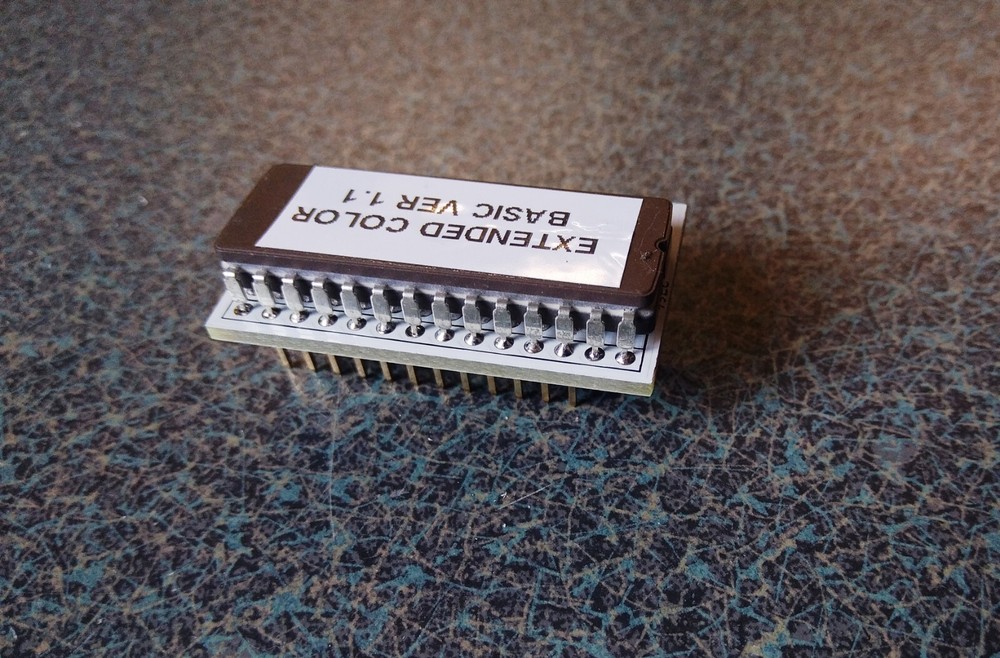 EXTENDED COLOR
BASIC VER 1.1